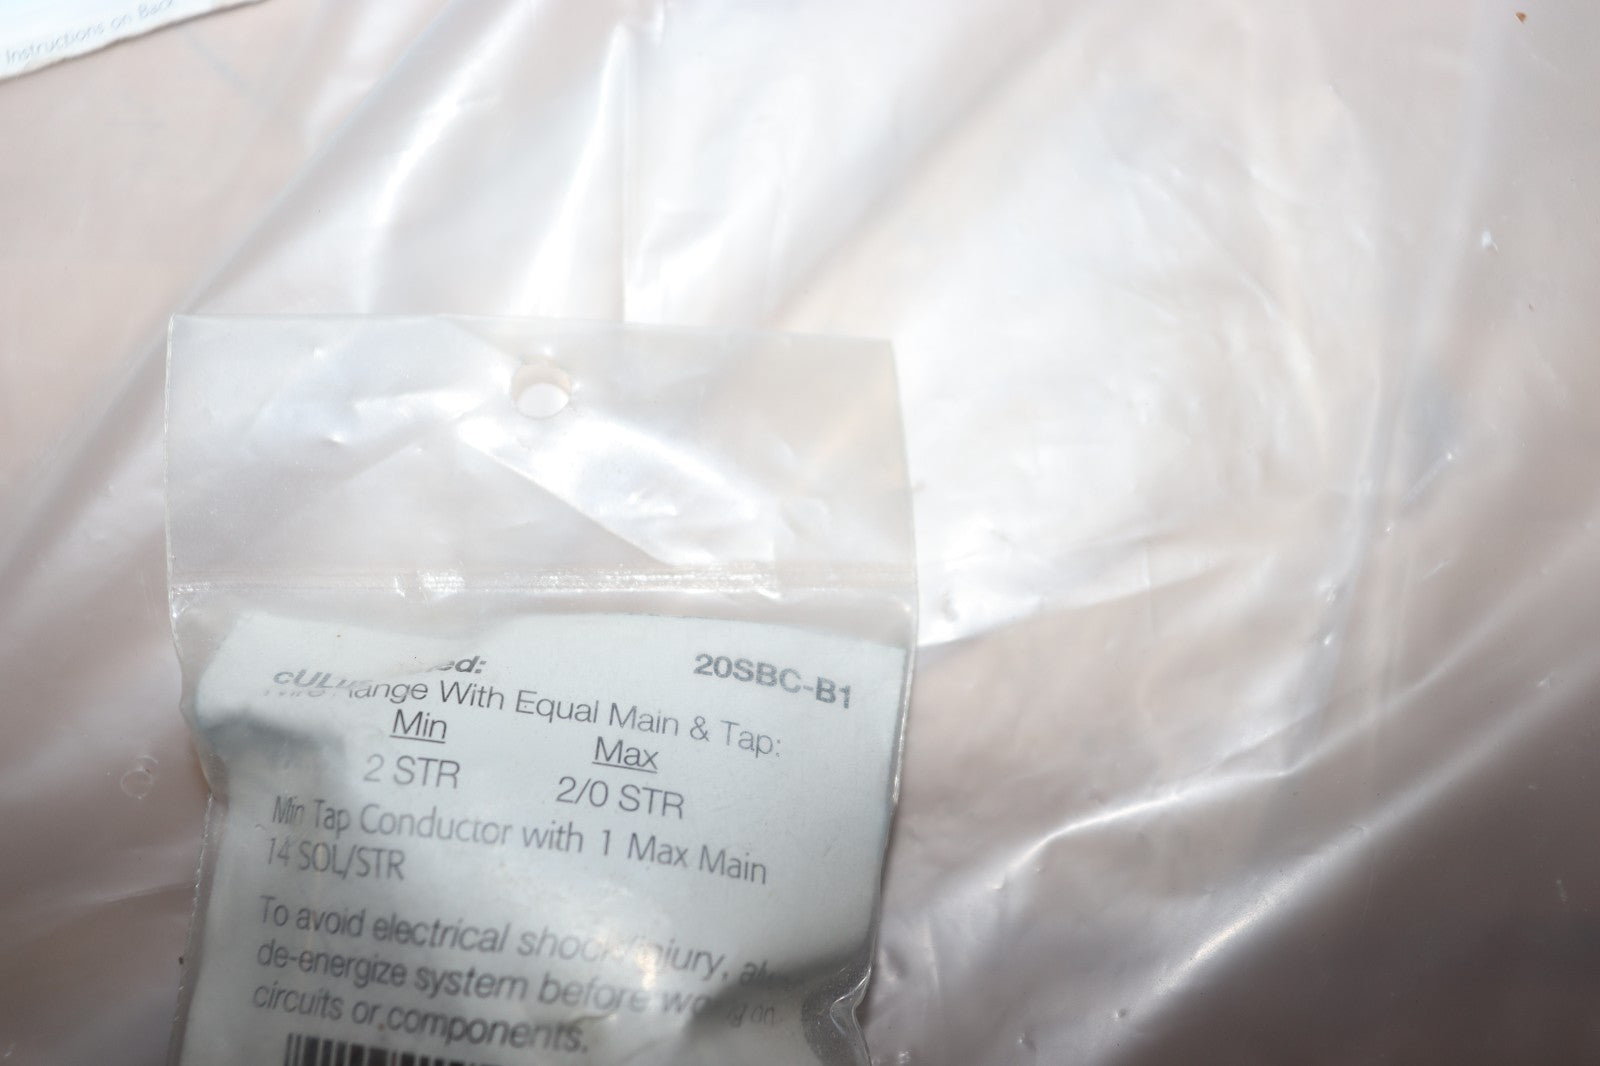 Instructions on Back
20SBC-B1
Range With Equal Main & Tap:
Min Max
2 STR 2/0 STR
Min Tap Conductor with 1 Max Main
14 SOL/STR
To avoid electrical shock/injury,
de-energize system before working on
circuits or components.